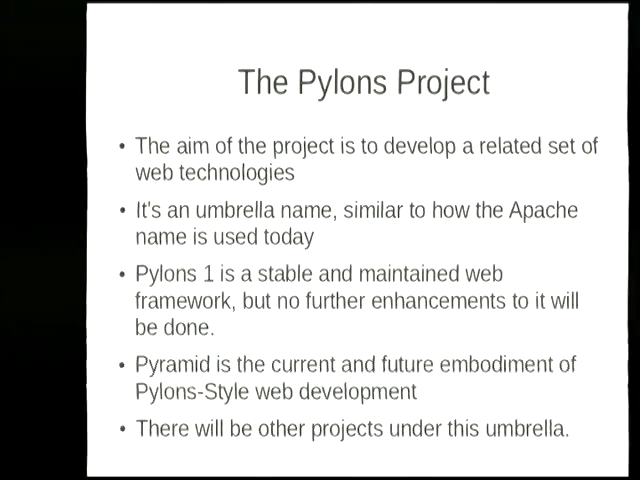 The Pylons Project
• The aim of the project is to develop a related set of
web technologies
• It's an umbrella name, similar to how the Apache
name is used today
• Pylons 1 is a stable and maintained web
framework, but no further enhancements to it will
be done.
• Pyramid is the current and future embodiment of
Pylons-Style web development
• There will be other projects under this umbrella.